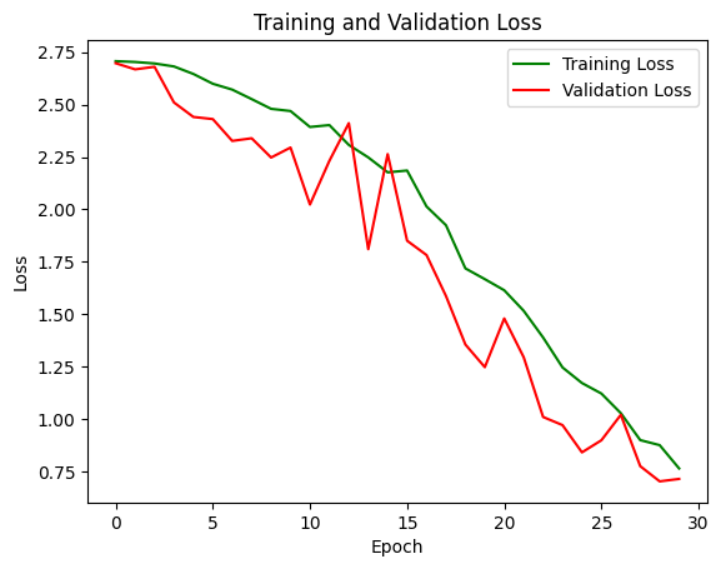 Training and Validation Loss
Training Loss
Validation Loss
2.75
2.50
2.25
2.00
1.75
1.50
1.25
1.00
0.75
Loss
0 5 10 15 20 25 30
Epoch